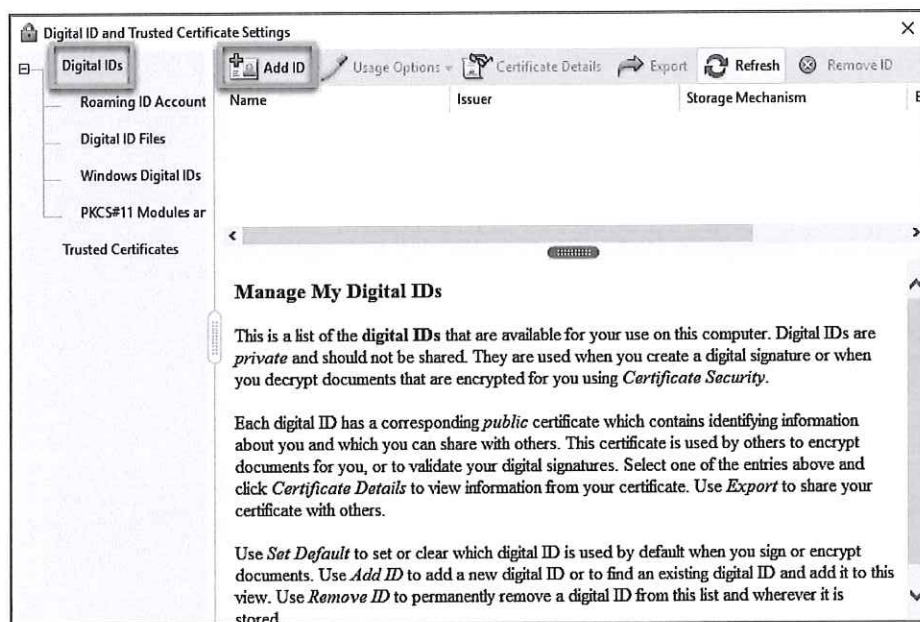 Digital ID and Trusted Certificate Settings
Digital IDs
Roaming ID Account
Digital ID Files
Windows Digital IDs
PKCS#11 Modules ar
Trusted Certificates
Add ID Usage Options Certificate Details Export Refresh Remove ID
Name Issuer Storage Mechanism E
Manage My Digital IDs
This is a list of the digital IDs that are available for your use on this computer. Digital IDs are
private and should not be shared. They are used when you create a digital signature or when
you decrypt documents that are encrypted for you using Certificate Security.
Each digital ID has a corresponding public certificate which contains identifying information
about you and which you can share with others. This certificate is used by others to encrypt
documents for you, or to validate your digital signatures. Select one of the entries above and
click Certificate Details to view information from your certificate. Use Export to share your
certificate with others.
Use Set Default to set or clear which digital ID is used by default when you sign or encrypt
documents. Use Add ID to add a new digital ID or to find an existing digital ID and add it to this
view. Use Remove ID to permanently remove a digital ID from this list and wherever it is
stored